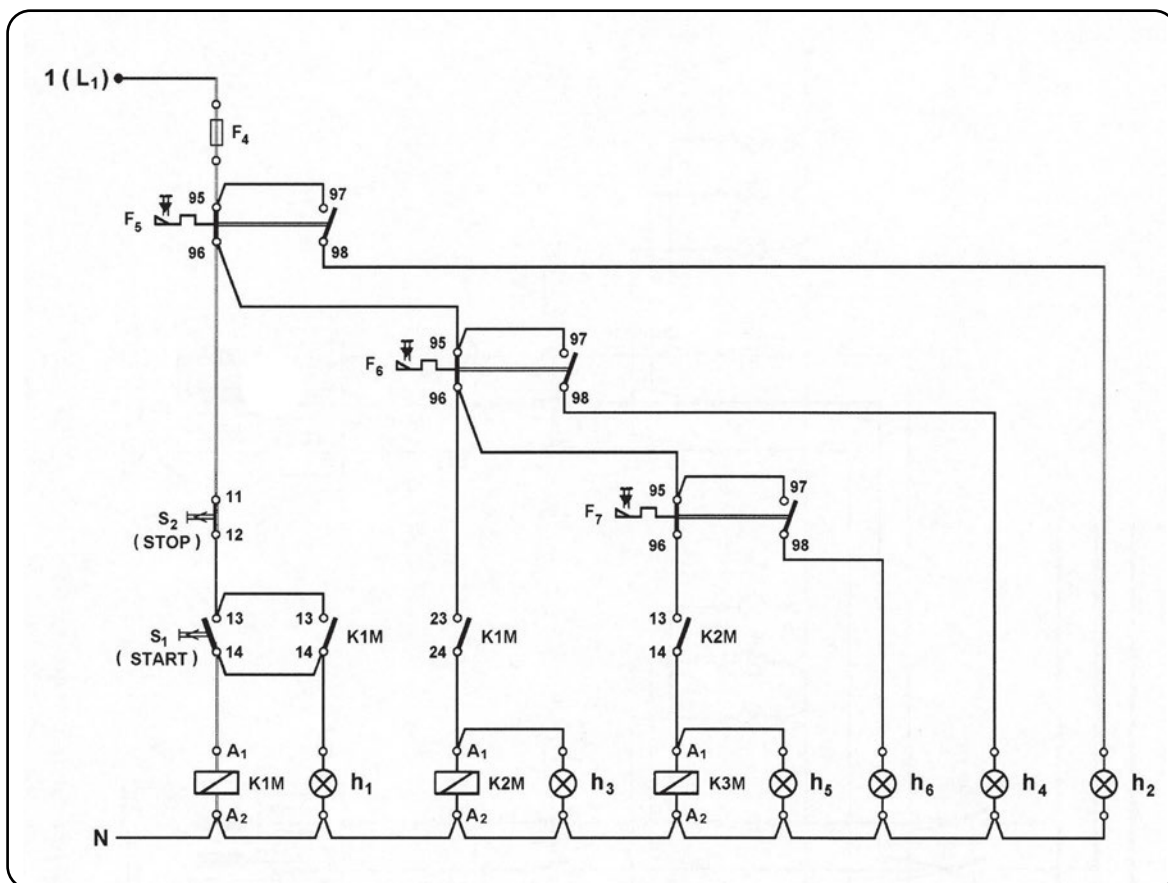 1 ( L₁ )
F₄
95 97
F₅
96 98
95 97
F₆
96 98
95 97
F₇
96 98
11
S₂
( STOP )
12
13 13 K1M
S₁
( START )
14 14
23 K1M
24
13 K2M
14
A₁ A₁ A₁
K1M h₁ K2M h₃ K3M h₅ h₆ h₄ h₂
A₂ A₂ A₂
N